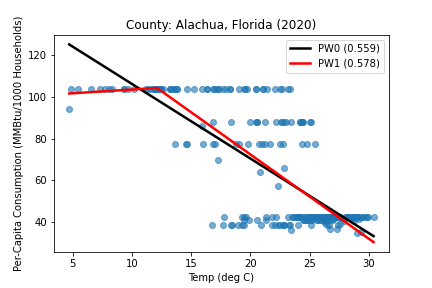 County: Alachua, Florida (2020)
Per-Capita Consumption (MMBtu/1000 Households)
120
100
80
60
40
PW0 (0.559)
PW1 (0.578)
5 10 15 20 25 30
Temp (deg C)